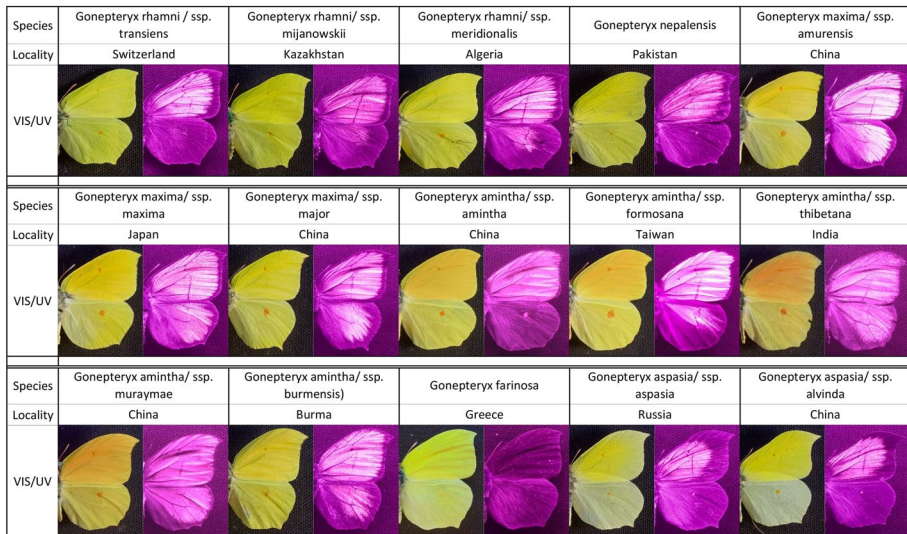 Species
Gonepteryx rhamni / ssp. transiens
Gonepteryx rhamni/ ssp. mijanowskii
Gonepteryx rhamni/ ssp. meridionalis
Gonepteryx nepalensis
Gonepteryx maxima/ ssp. amurensis
Locality
Switzerland
Kazakhstan
Algeria
Pakistan
China
VIS/UV
Species
Gonepteryx maxima/ ssp. maxima
Gonepteryx maxima/ ssp. major
Gonepteryx amintha/ ssp. amintha
Gonepteryx amintha/ ssp. formosana
Gonepteryx amintha/ ssp. thibetana
Locality
Japan
China
China
Taiwan
India
VIS/UV
Species
Gonepteryx amintha/ ssp. muraymae
Gonepteryx amintha/ ssp. burmensis)
Gonepteryx farinosa
Gonepteryx aspasia/ ssp. aspasia
Gonepteryx aspasia/ ssp. alvinda
Locality
China
Burma
Greece
Russia
China
VIS/UV